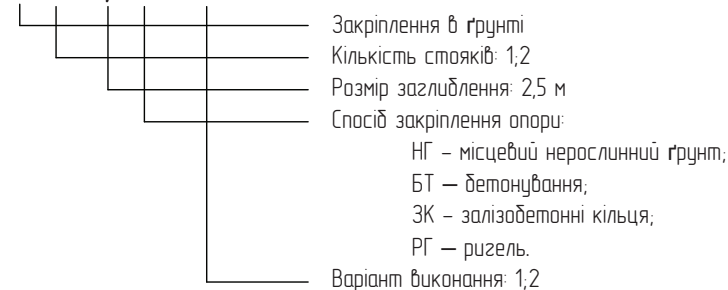 Закріплення в ґрунті
Кількість стояків: 1;2
Розмір заглиблення: 2,5 м
Спосіб закріплення опори:
НГ – місцевий нерослинний ґрунт;
БТ — бетонування;
ЗК – залізобетонні кільця;
РГ — ригель.
Варіант виконання: 1;2